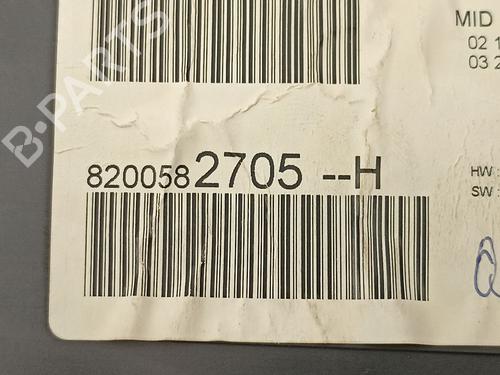 MID
02 1
03 2
8200582705 --H
HW :
SW :
B-PARTS